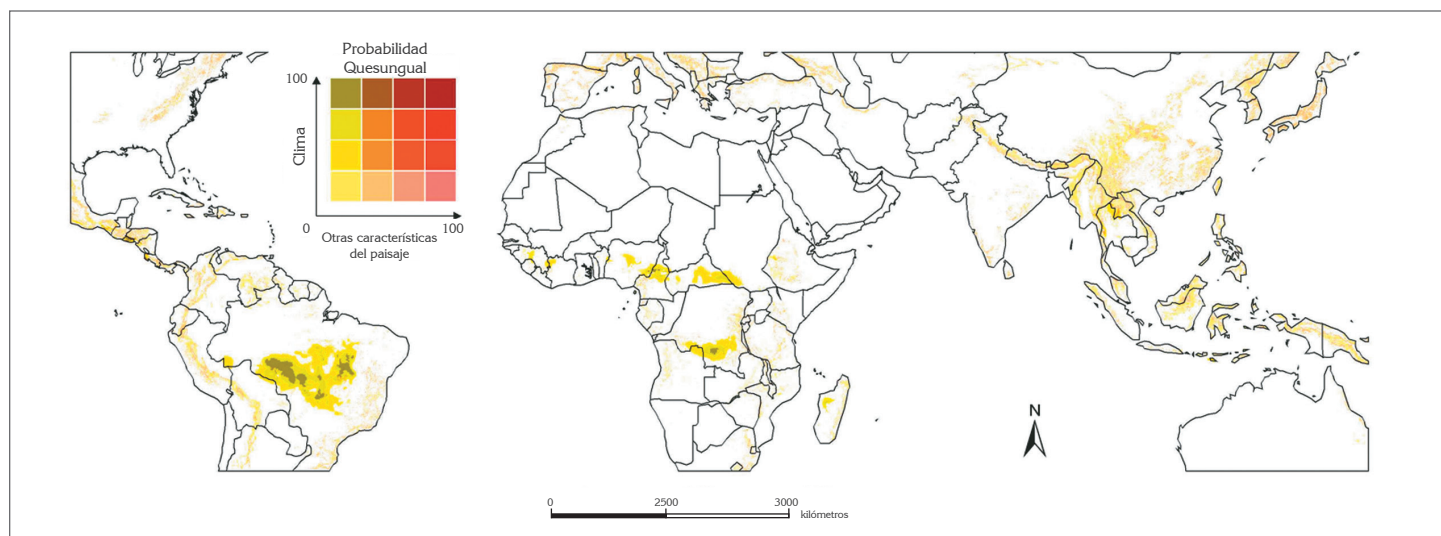 Probabilidad
Quesungual
100
Clima
0
100
Otras características
del paisaje
N
0
2500
3000
kilómetros